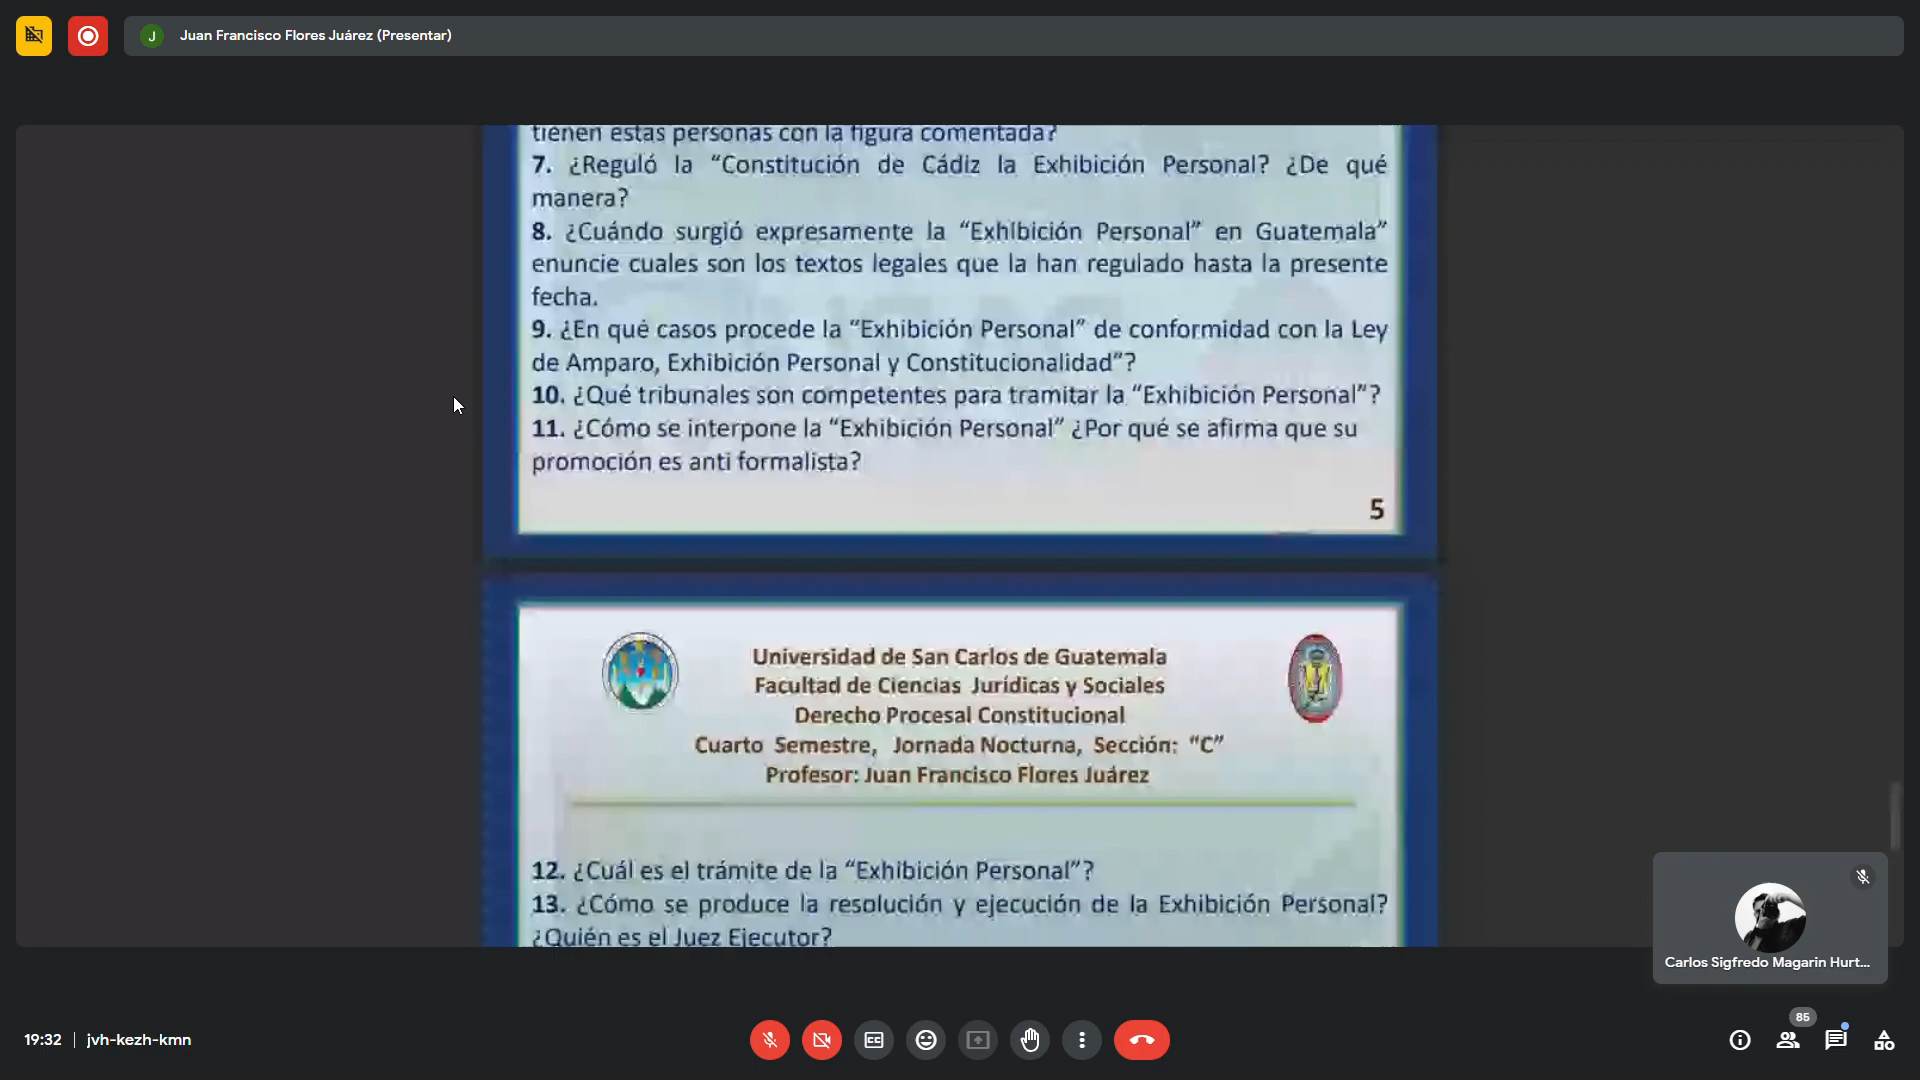 J Juan Francisco Flores Juárez (Presentar)
tienen estas personas con la figura comentada?
7. ¿Reguló la “Constitución de Cádiz la Exhibición Personal? ¿De qué
manera?
8. ¿Cuándo surgió expresamente la “Exhibición Personal” en Guatemala”
enuncie cuales son los textos legales que la han regulado hasta la presente
fecha.
9. ¿En qué casos procede la “Exhibición Personal” de conformidad con la Ley
de Amparo, Exhibición Personal y Constitucionalidad”?
10. ¿Qué tribunales son competentes para tramitar la “Exhibición Personal”?
11. ¿Cómo se interpone la “Exhibición Personal” ¿Por qué se afirma que su
promoción es anti formalista?
5
Universidad de San Carlos de Guatemala
Facultad de Ciencias Jurídicas y Sociales
Derecho Procesal Constitucional
Cuarto Semestre, Jornada Nocturna, Sección: “C”
Profesor: Juan Francisco Flores Juárez
12. ¿Cuál es el trámite de la “Exhibición Personal”?
13. ¿Cómo se produce la resolución y ejecución de la Exhibición Personal?
¿Quién es el Juez Ejecutor?
Carlos Sigfredo Magarin Hurt...
19:32 | jvh-kezh-kmn
85